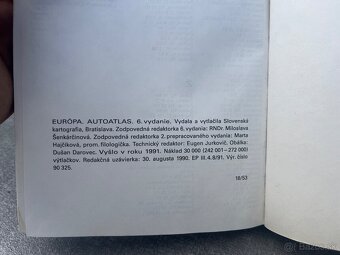 EURÓPA. AUTOATLAS. 6. vydanie. Vydala a vytlačila Slovenská
kartografia, Bratislava. Zodpovedná redaktorka 6. vydania: RNDr. Miloslava
Šenkárčinová. Zodpovedná redaktorka 2. prepracovaného vydania: Marta
Hajčíková, prom. filologička. Technický redaktor: Eugen Jurkovič. Obálka:
Dušan Darovec. Vyšlo v roku 1991. Náklad 30 000 (242 001–272 000)
výtlačkov. Redakčná uzávierka: 30. augusta 1990. EP III.4.8/91. Výr. číslo
90 325.
18/53